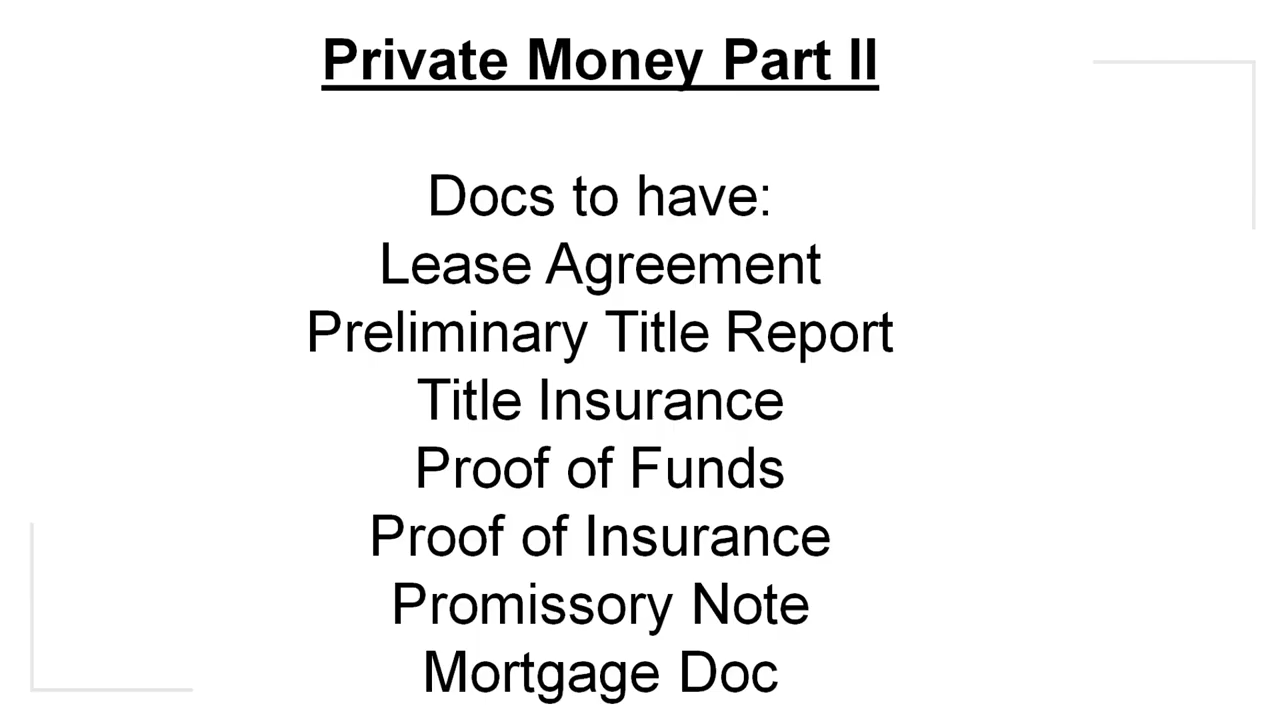 Private Money Part II
Docs to have:
Lease Agreement
Preliminary Title Report
Title Insurance
Proof of Funds
Proof of Insurance
Promissory Note
Mortgage Doc